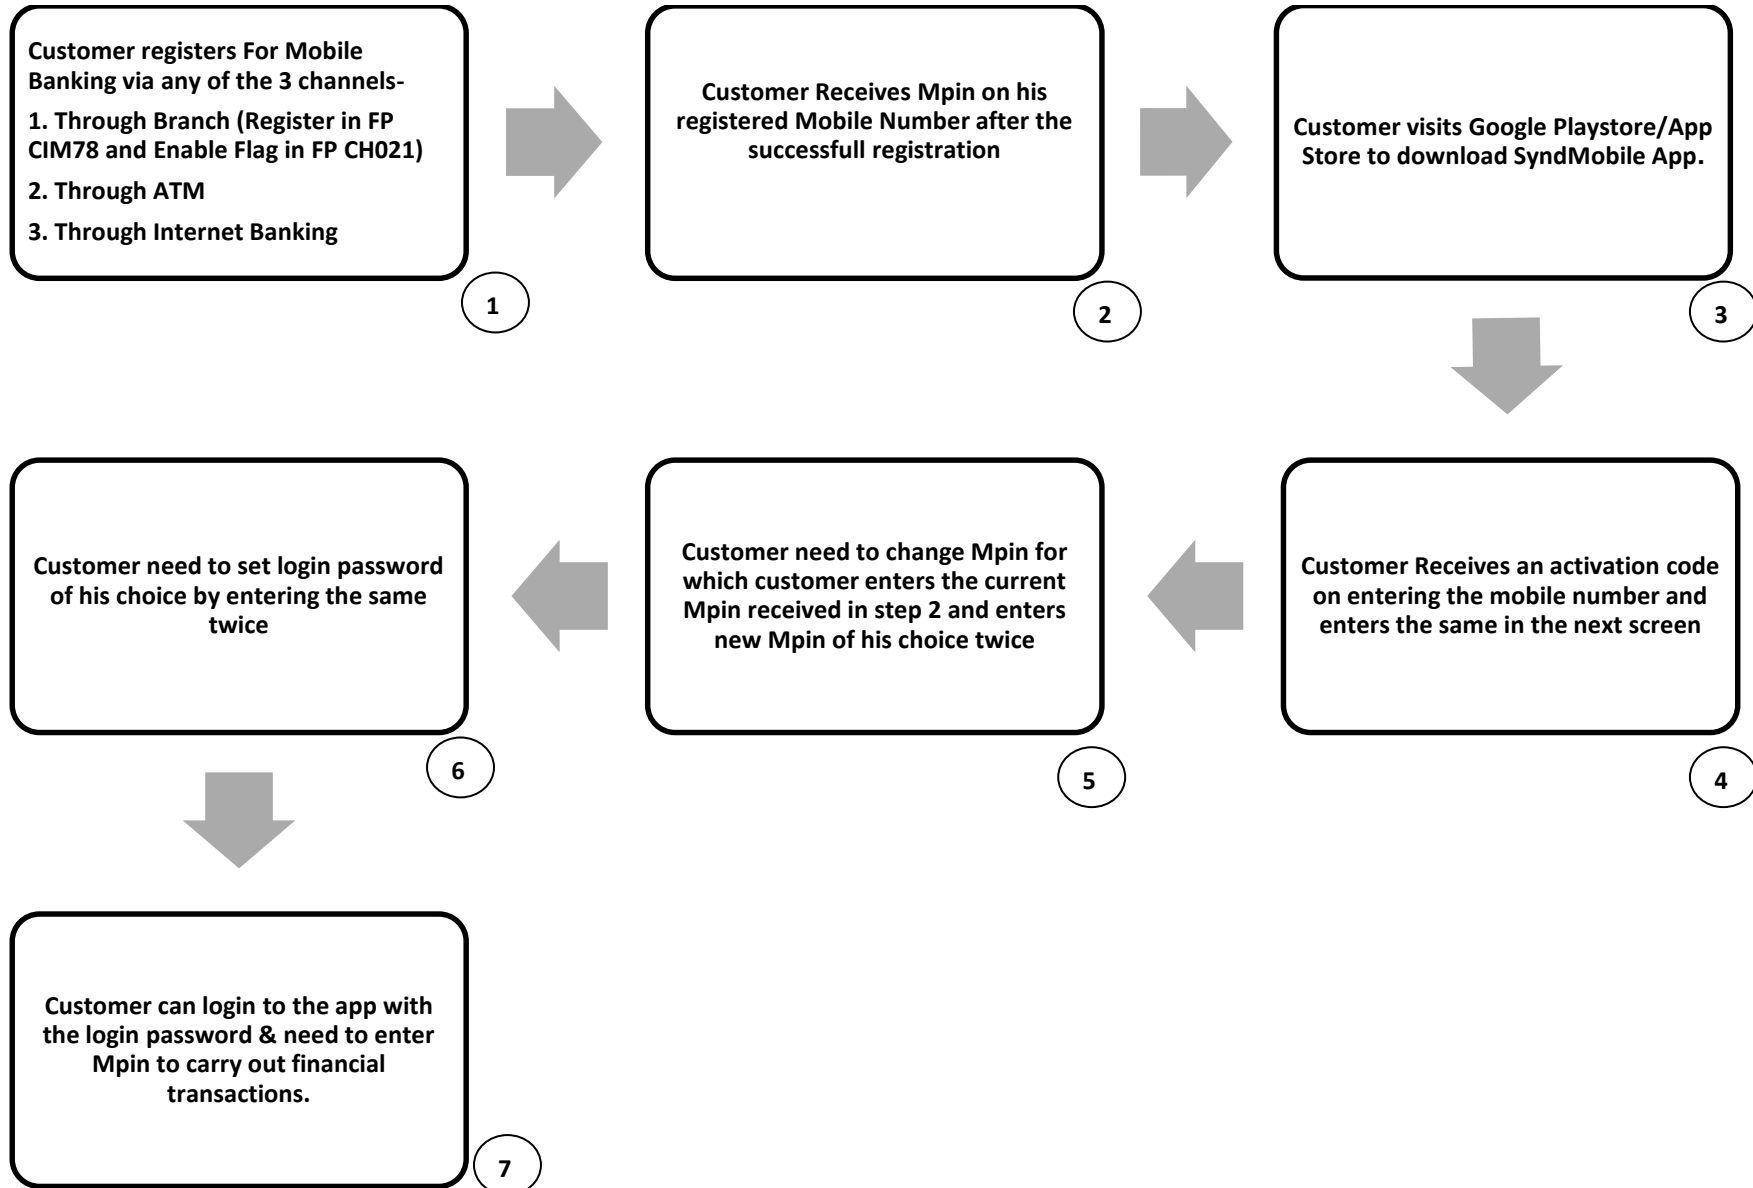 Customer registers For Mobile
Banking via any of the 3 channels-
1. Through Branch (Register in FP
CIM78 and Enable Flag in FP CH021)
2. Through ATM
3. Through Internet Banking
1
Customer Receives Mpin on his
registered Mobile Number after the
successfull registration
2
Customer visits Google Playstore/App
Store to download SyndMobile App.
3
Customer Receives an activation code
on entering the mobile number and
enters the same in the next screen
4
Customer need to change Mpin for
which customer enters the current
Mpin received in step 2 and enters
new Mpin of his choice twice
5
Customer need to set login password
of his choice by entering the same
twice
6
Customer can login to the app with
the login password & need to enter
Mpin to carry out financial
transactions.
7